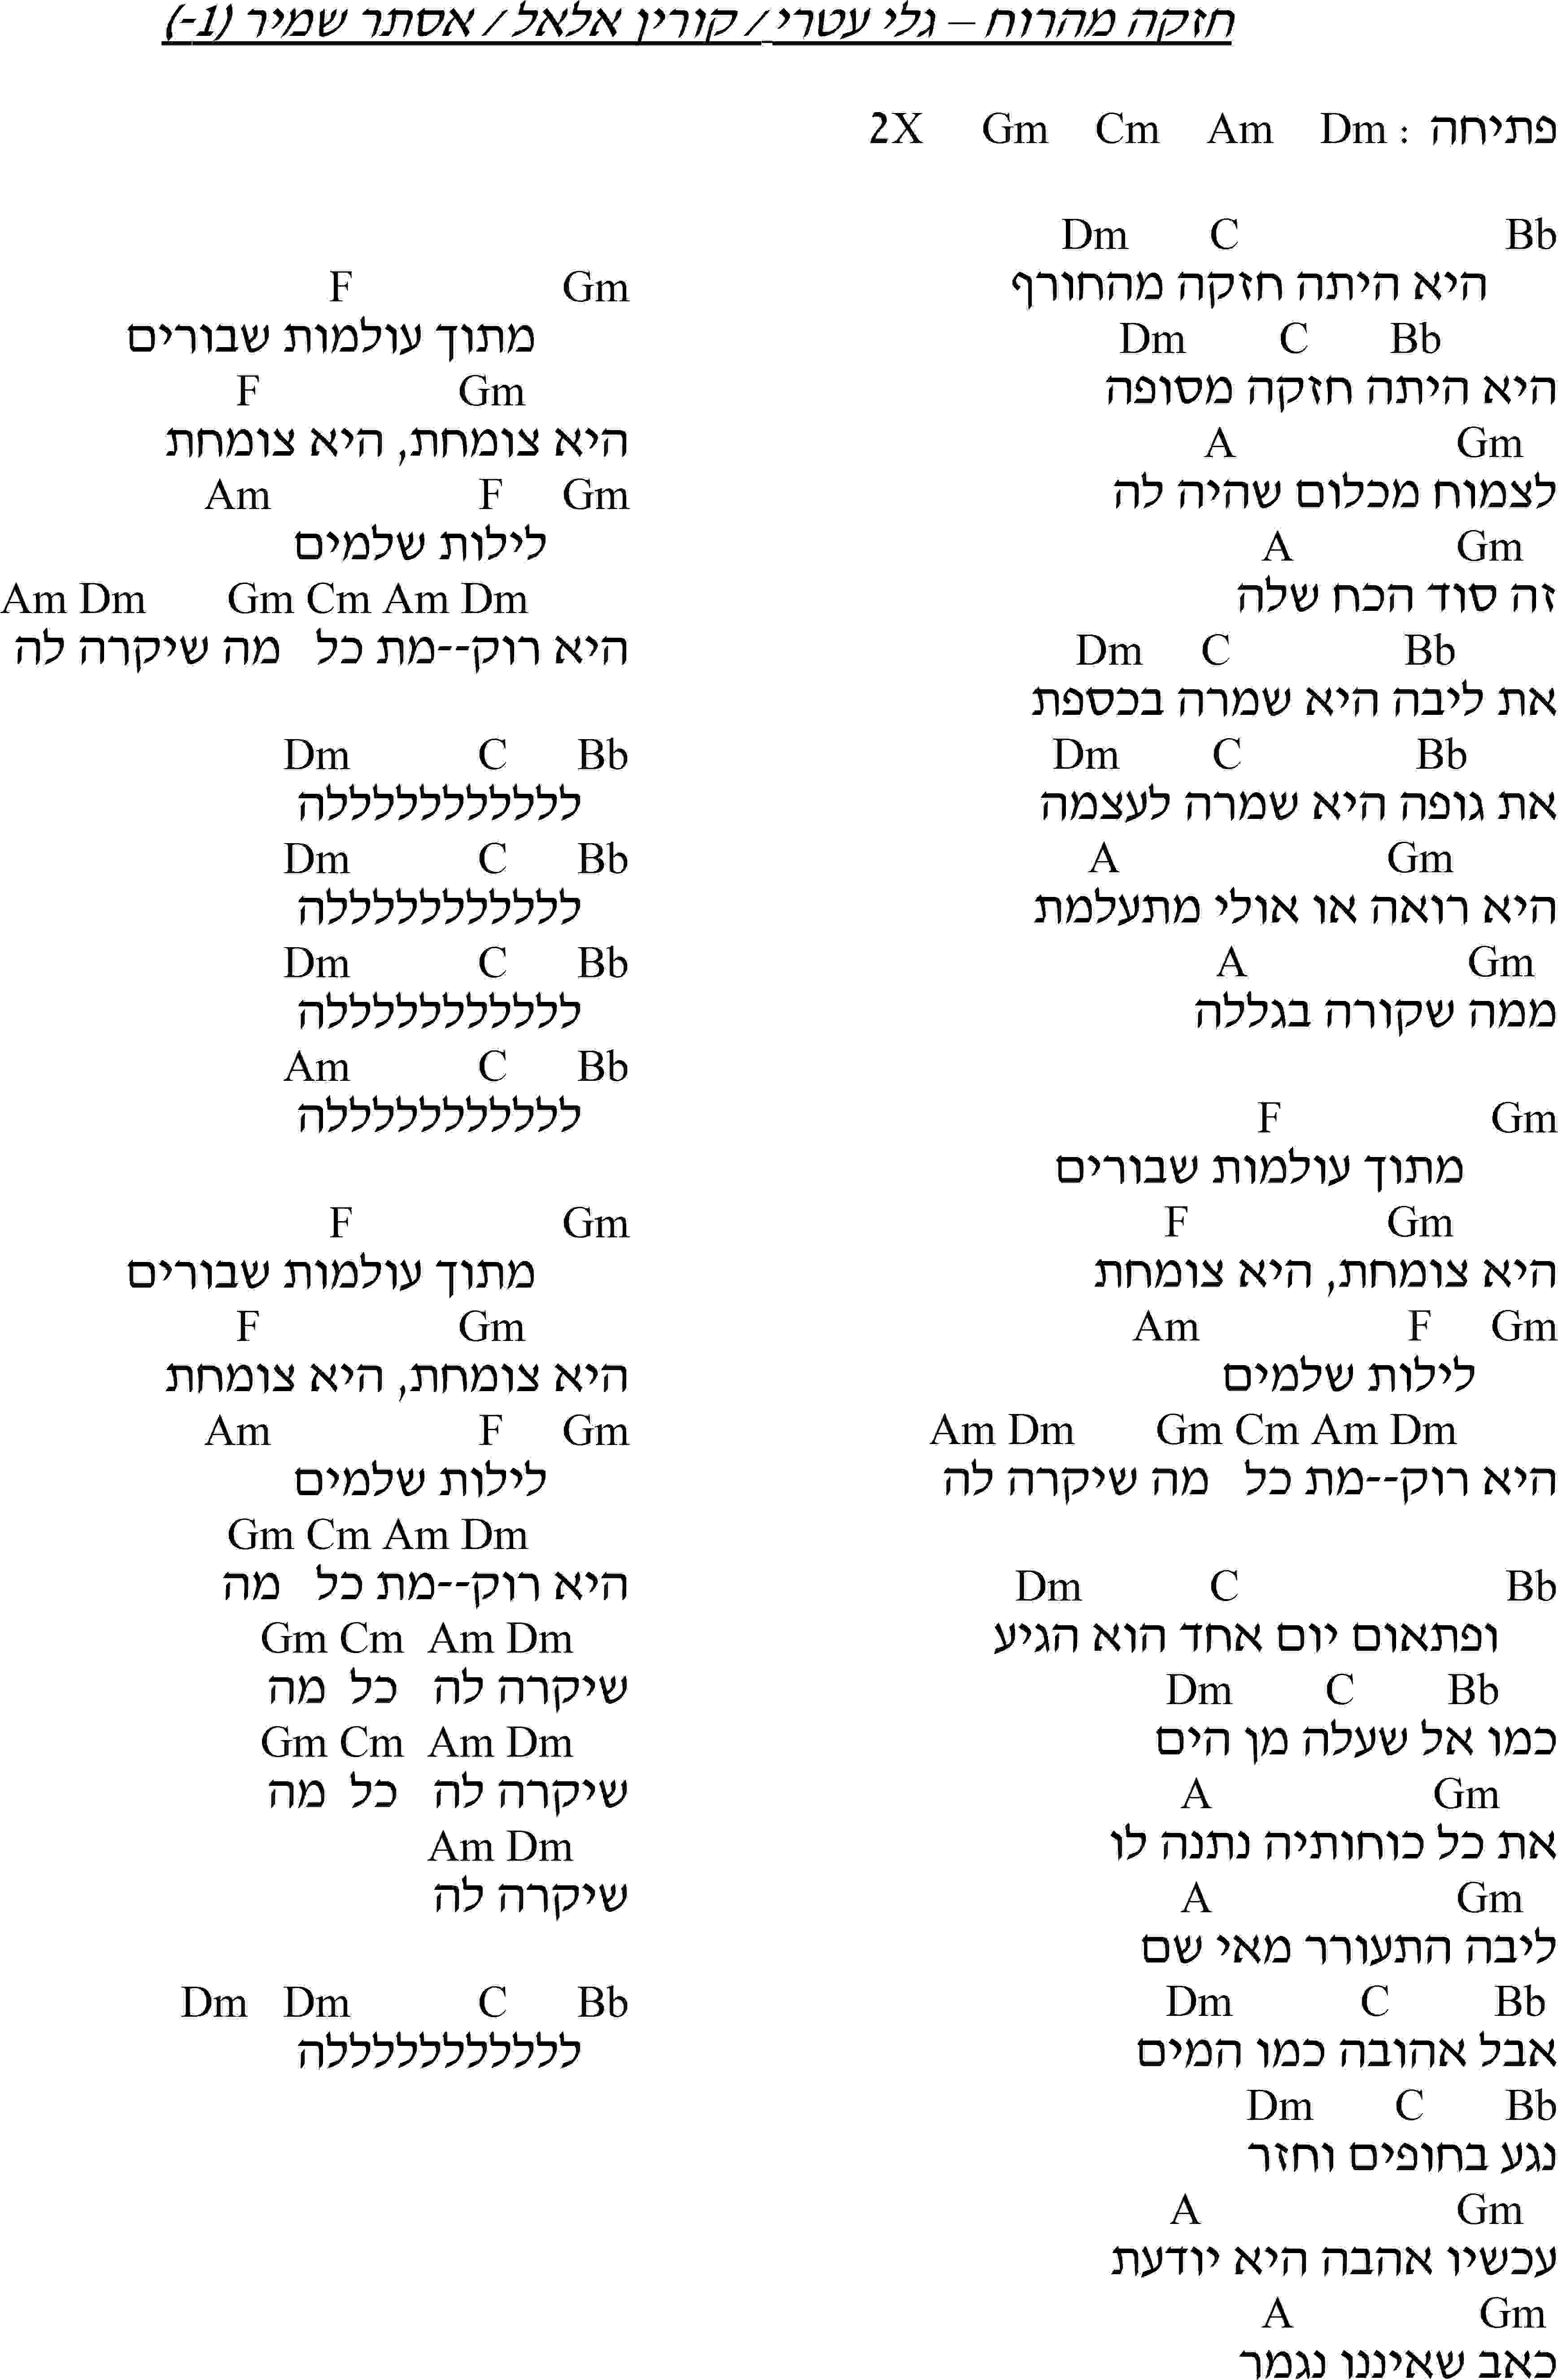 חזקה מהרוח – גלי עטרי / קורין אלאל / אסתר שמיר (1-)
פתיחה : Dm Am Cm Gm 2X
Bb C Dm
היא היתה חזקה מהחורף
Bb C Dm
היא היתה חזקה מסופה
Gm A
לצמוח מכלום שהיה לה
Gm A
זה סוד הכח שלה
Bb C Dm
את ליבה היא שמרה בכספת
Bb C Dm
את גופה היא שמרה לעצמה
Gm A
היא רואה או אולי מתעלמת
Gm A
ממה שקורה בגללה
Gm F
מתוך עולמות שבורים
Gm F
היא צומחת, היא צומחת
Gm F Am
לילות שלמים
Dm Am Cm Gm Dm Am
היא רוק--מת כל מה שיקרה לה
Bb C Dm
ופתאום יום אחד הוא הגיע
Bb C Dm
כמו אל שעלה מן הים
Gm A
את כל כוחותיה נתנה לו
Gm A
ליבה התעורר מאי שם
Bb C Dm
אבל אהובה כמו המים
Bb C Dm
נגע בחופים וחזר
Gm A
עכשיו אהבה היא יודעת
Gm A
כאב שאיננו נגמר
Gm F
מתוך עולמות שבורים
Gm F
היא צומחת, היא צומחת
Gm F Am
לילות שלמים
Dm Am Cm Gm Dm Am
היא רוק--מת כל מה שיקרה לה
Bb C Dm
לללללללללללה
Bb C Dm
לללללללללללה
Bb C Dm
לללללללללללה
Bb C Am
לללללללללללה
Gm F
מתוך עולמות שבורים
Gm F
היא צומחת, היא צומחת
Gm F Am
לילות שלמים
Dm Am Cm Gm
היא רוק--מת כל מה
Dm Am Cm Gm
שיקרה לה כל מה
Dm Am Cm Gm
שיקרה לה כל מה
Dm Am
שיקרה לה
Bb C Dm Dm
לללללללללללה